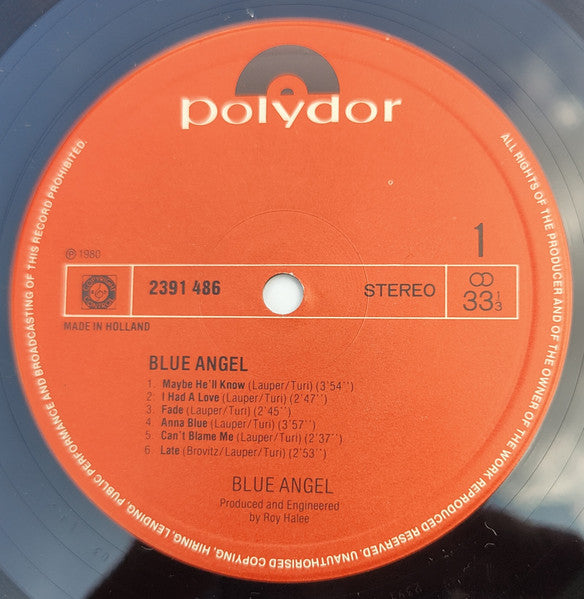 polydor
℗ 1980
1
2391 486
STEREO
33 1/3
MADE IN HOLLAND
BLUE ANGEL
1. Maybe He'll Know (Lauper/Turi) (3'54'')
2. I Had A Love (Lauper/Turi) (2'47'')
3. Fade (Lauper/Turi) (2'45'')
4. Anna Blue (Lauper/Turi) (3'57'')
5. Can't Blame Me (Lauper/Turi) (2'37'')
6. Late (Brovitz/Lauper/Turi) (2'53'')
BLUE ANGEL
Produced and Engineered
by Roy Halee
ALL RIGHTS OF THE PRODUCER AND OF THE OWNER OF THE WORK REPRODUCED RESERVED. UNAUTHORISED COPYING, HIRING, LENDING, PUBLIC PERFORMANCE AND BROADCASTING OF THIS RECORD PROHIBITED.